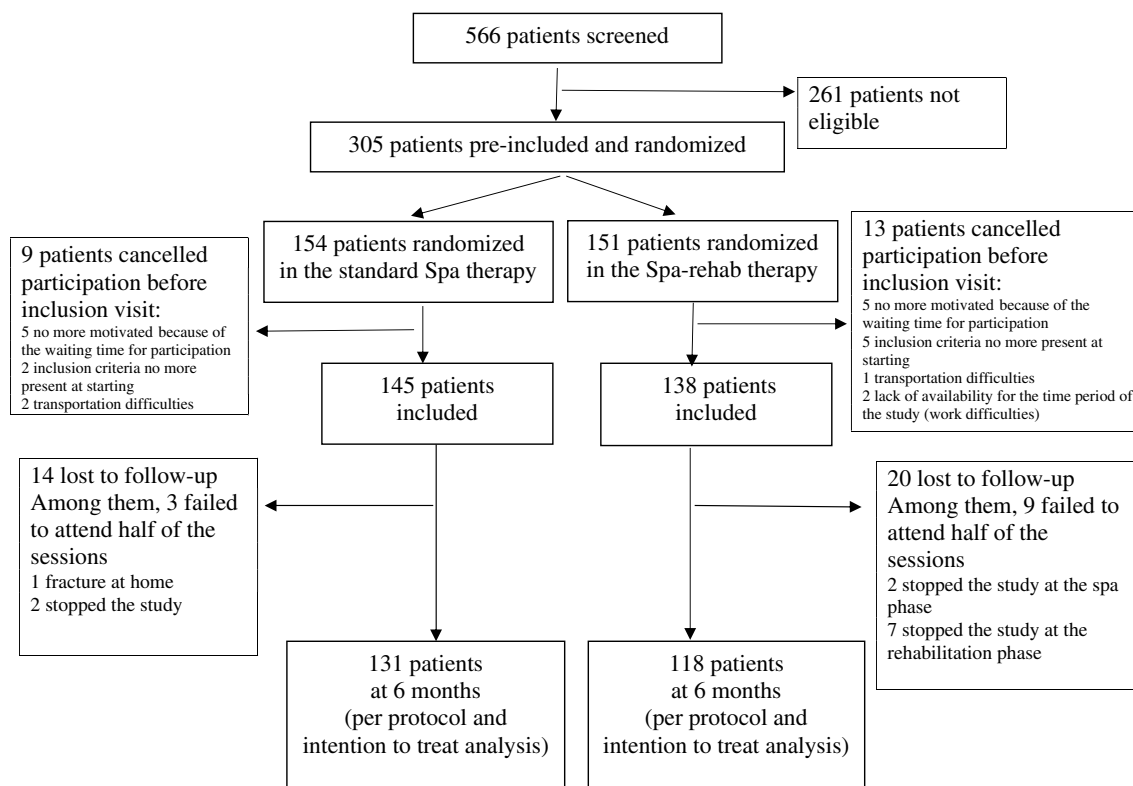 566 patients screened
261 patients not
eligible
305 patients pre-included and randomized
154 patients randomized
in the standard Spa therapy
151 patients randomized
in the Spa-rehab therapy
9 patients cancelled
participation before
inclusion visit:
5 no more motivated because of
the waiting time for participation
2 inclusion criteria no more
present at starting
2 transportation difficulties
13 patients cancelled
participation before
inclusion visit:
5 no more motivated because of the
waiting time for participation
5 inclusion criteria no more present at
starting
1 transportation difficulties
2 lack of availability for the time period of
the study (work difficulties)
145 patients
included
138 patients
included
14 lost to follow-up
Among them, 3 failed
to attend half of the
sessions
1 fracture at home
2 stopped the study
20 lost to follow-up
Among them, 9 failed to
attend half of the
sessions
2 stopped the study at the spa
phase
7 stopped the study at the
rehabilitation phase
131 patients
at 6 months
(per protocol and
intention to treat analysis)
118 patients
at 6 months
(per protocol and
intention to treat analysis)